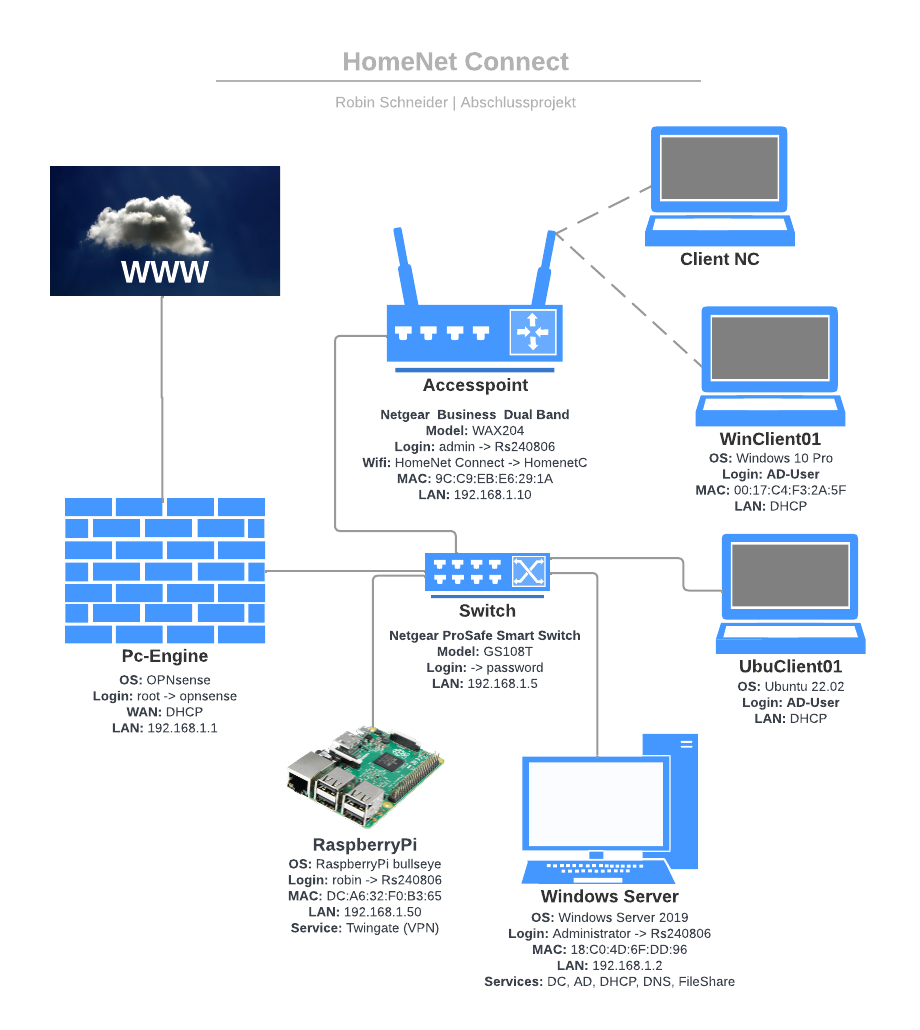 HomeNet Connect
Robin Schneider | Abschlussprojekt
WWW
Client NC
Accesspoint
Netgear Business Dual Band
Model: WAX204
Login: admin -> Rs240806
Wifi: HomeNet Connect -> HomenetC
MAC: 9C:C9:EB:E6:29:1A
LAN: 192.168.1.10
WinClient01
OS: Windows 10 Pro
Login: AD-User
MAC: 00:17:C4:F3:2A:5F
LAN: DHCP
Pc-Engine
OS: OPNsense
Login: root -> opnsense
WAN: DHCP
LAN: 192.168.1.1
Switch
Netgear ProSafe Smart Switch
Model: GS108T
Login: -> password
LAN: 192.168.1.5
UbuClient01
OS: Ubuntu 22.02
Login: AD-User
LAN: DHCP
RaspberryPi
OS: RaspberryPi bullseye
Login: robin -> Rs240806
MAC: DC:A6:32:F0:B3:65
LAN: 192.168.1.50
Service: Twingate (VPN)
Windows Server
OS: Windows Server 2019
Login: Administrator -> Rs240806
MAC: 18:C0:4D:6F:DD:96
LAN: 192.168.1.2
Services: DC, AD, DHCP, DNS, FileShare